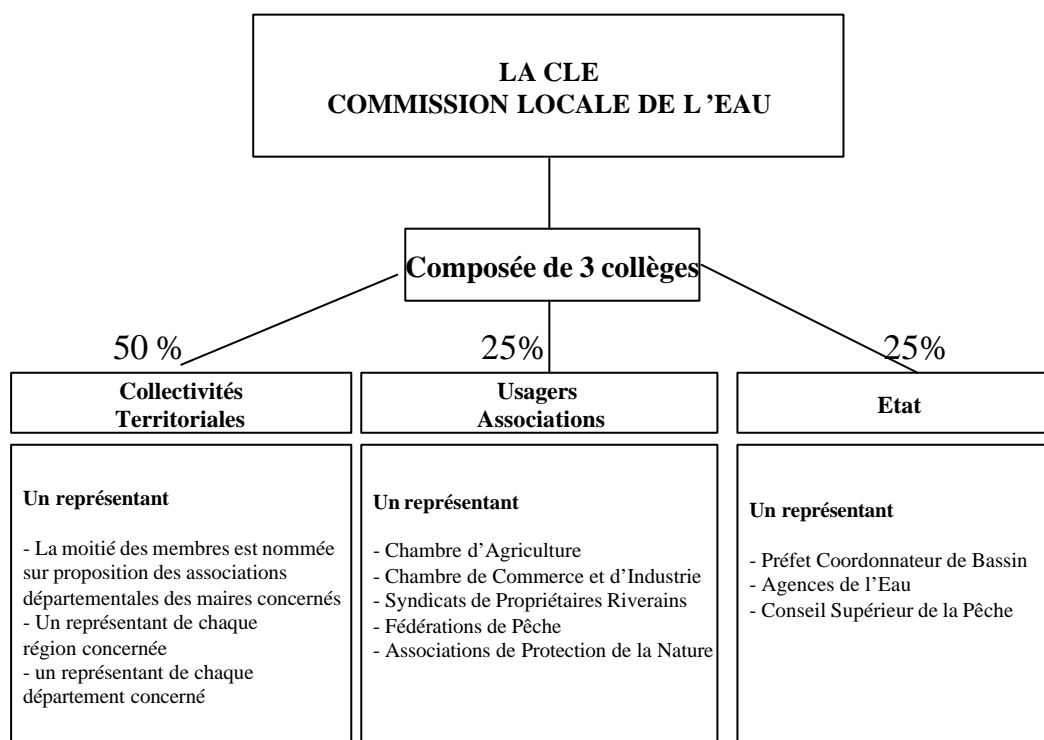 LA CLE
COMMISSION LOCALE DE L ’EAU
Composée de 3 collèges
50 %
25%
25%
Collectivités
Territoriales
Usagers
Associations
Etat
Un représentant
- La moitié des membres est nommée
sur proposition des associations
départementales des maires concernés
- Un représentant de chaque
région concernée
- un représentant de chaque
département concerné
Un représentant
- Chambre d’Agriculture
- Chambre de Commerce et d’Industrie
- Syndicats de Propriétaires Riverains
- Fédérations de Pêche
- Associations de Protection de la Nature
Un représentant
- Préfet Coordonnateur de Bassin
- Agences de l’Eau
- Conseil Supérieur de la Pêche